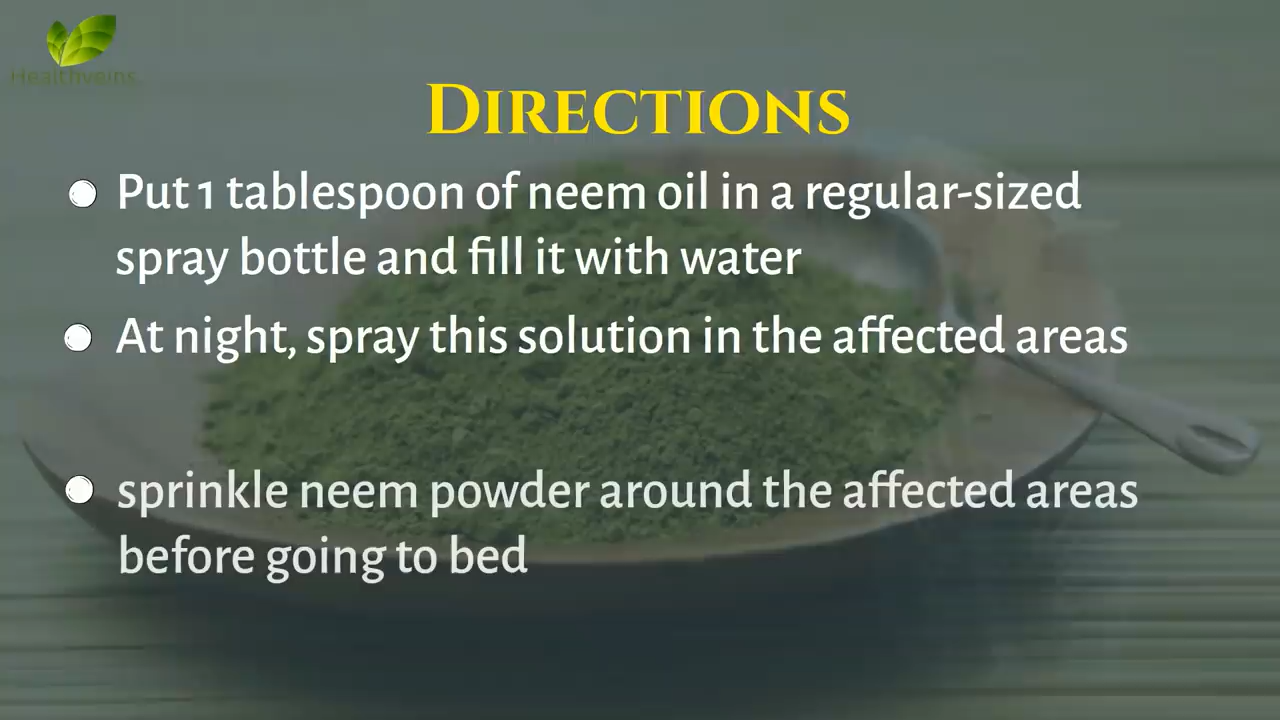 Healthveins
DIRECTIONS
Put 1 tablespoon of neem oil in a regular-sized
spray bottle and fill it with water
At night, spray this solution in the affected areas
sprinkle neem powder around the affected areas
before going to bed